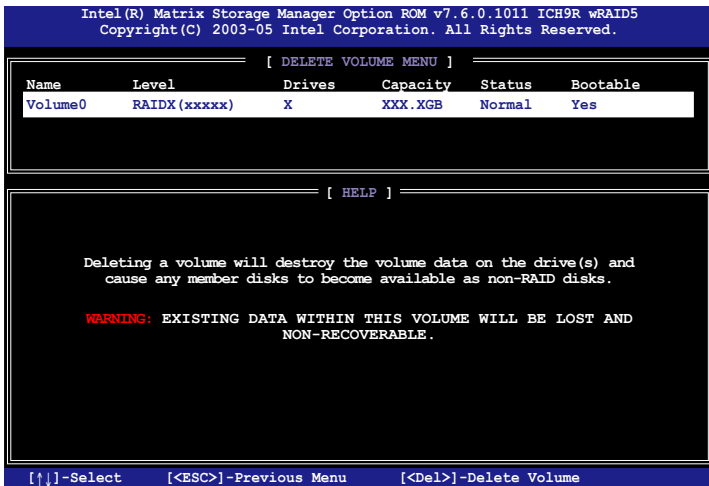 Intel(R) Matrix Storage Manager Option ROM v7.6.0.1011 ICH9R wRAID5
Copyright(C) 2003-05 Intel Corporation. All Rights Reserved.
[ DELETE VOLUME MENU ]
Name Level Drives Capacity Status Bootable
Volume0 RAIDX(xxxxx) X XXX.XGB Normal Yes
[ HELP ]
Deleting a volume will destroy the volume data on the drive(s) and
cause any member disks to become available as non-RAID disks.
WARNING: EXISTING DATA WITHIN THIS VOLUME WILL BE LOST AND
NON-RECOVERABLE.
[↑↓]-Select [<ESC>]-Previous Menu [<Del>]-Delete Volume